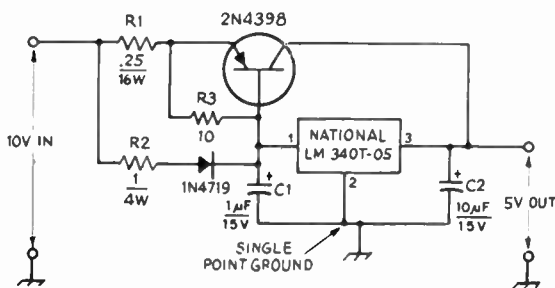 2N4398
R1
.25
16W
R3
10
10V IN
R2
1
4W
1N4719
1
NATIONAL
LM 340T-05
3
2
+
C1
1µF
15V
+
C2
10µF
15V
5V OUT
SINGLE
POINT GROUND